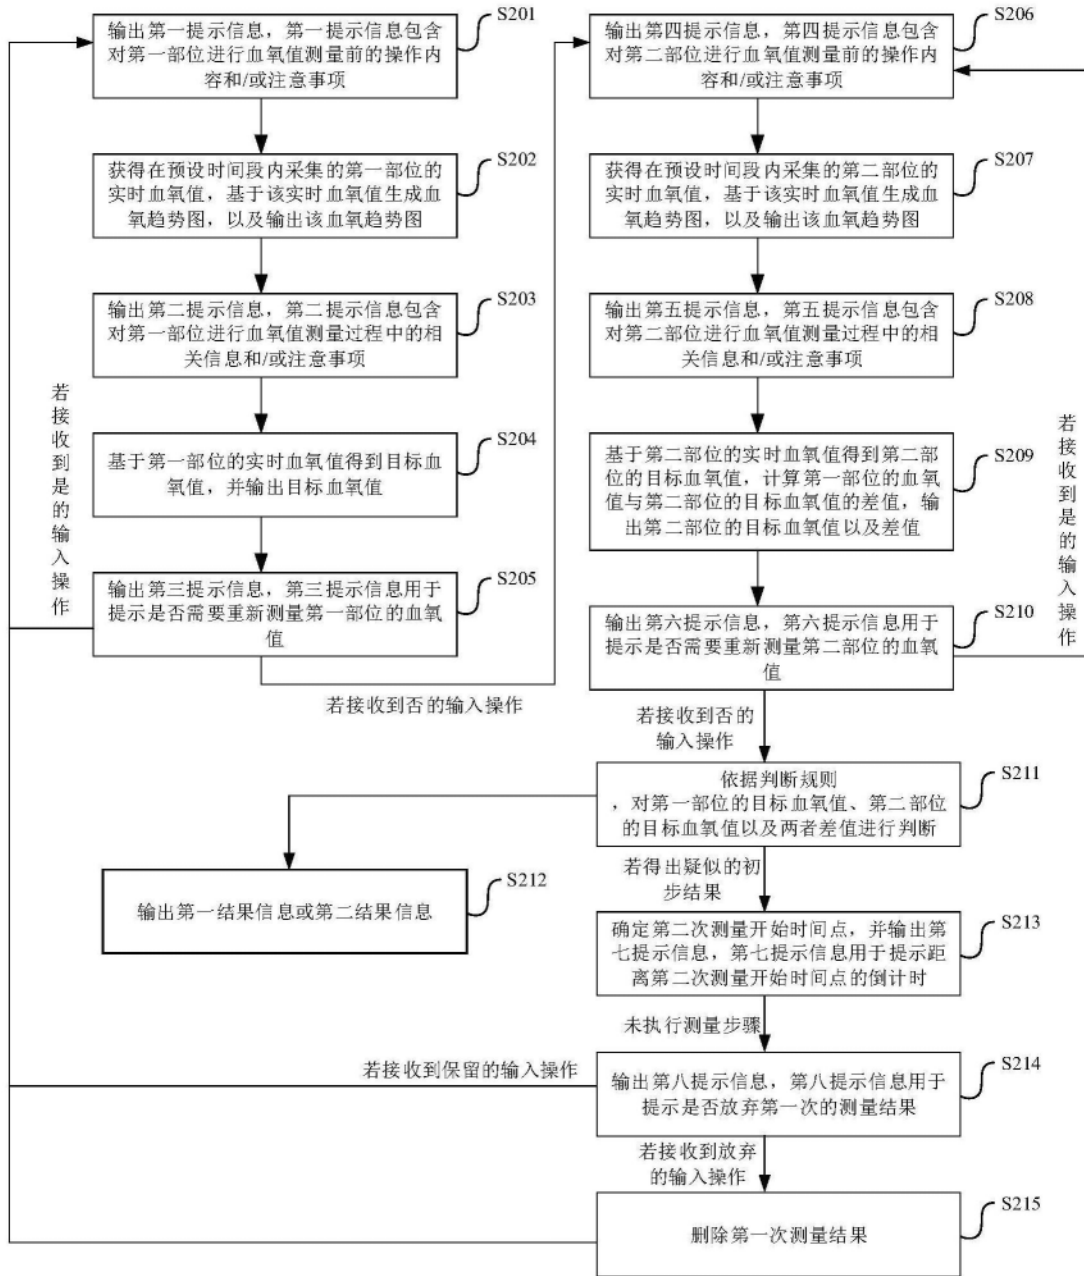 S201
输出第一提示信息，第一提示信息包含
对第一部位进行血氧值测量前的操作内
容和/或注意事项
S202
获得在预设时间段内采集的第一部位的
实时血氧值，基于该实时血氧值生成血
氧趋势图，以及输出该血氧趋势图
S203
输出第二提示信息，第二提示信息包含
对第一部位进行血氧值测量过程中的相
关信息和/或注意事项
若接收到是的输入操作
S204
基于第一部位的实时血氧值得到目标血
氧值，并输出目标血氧值
S205
输出第三提示信息，第三提示信息用于
提示是否需要重新测量第一部位的血氧
值
若接收到否的输入操作
S206
输出第四提示信息，第四提示信息包含
对第二部位进行血氧值测量前的操作内
容和/或注意事项
S207
获得在预设时间段内采集的第二部位的
实时血氧值，基于该实时血氧值生成血
氧趋势图，以及输出该血氧趋势图
S208
输出第五提示信息，第五提示信息包含
对第二部位进行血氧值测量过程中的相
关信息和/或注意事项
若接收到是的输入操作
S209
基于第二部位的实时血氧值得到第二部
位的目标血氧值，计算第一部位的血氧
值与第二部位的目标血氧值的差值，输
出第二部位的目标血氧值以及差值
S210
输出第六提示信息，第六提示信息用于
提示是否需要重新测量第二部位的血氧
值
若接收到否的
输入操作
S211
依据判断规则
，对第一部位的目标血氧值、第二部位
的目标血氧值以及两者差值进行判断
S212
输出第一结果信息或第二结果信息
若得出疑似的初
步结果
S213
确定第二次测量开始时间点，并输出第
七提示信息，第七提示信息用于提示距
离第二次测量开始时间点的倒计时
未执行测量步骤
S214
输出第八提示信息，第八提示信息用于
提示是否放弃第一次的测量结果
若接收到保留的输入操作
若接收到放弃
的输入操作
S215
删除第一次测量结果